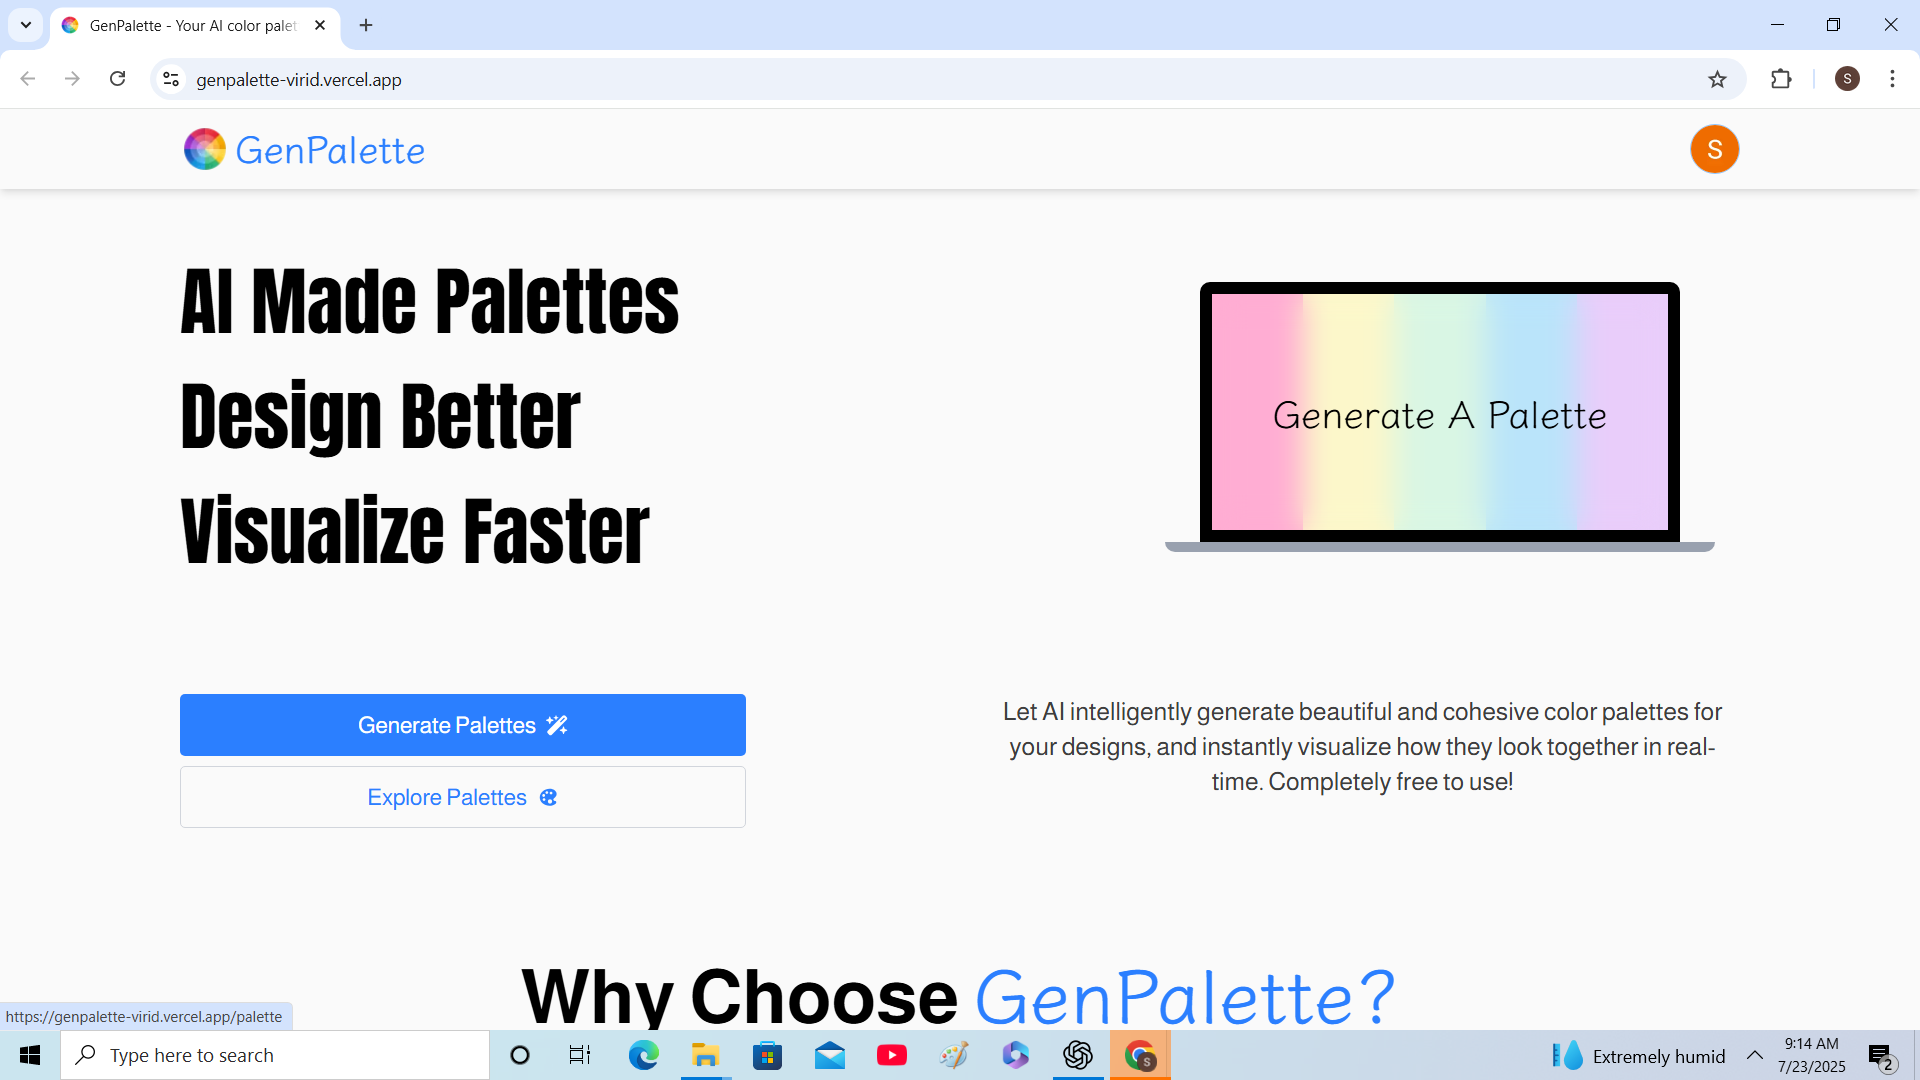 GenPalette - Your AI color palet
genpalette-virid.vercel.app
S
GenPalette
S
AI Made Palettes
Design Better
Visualize Faster
Generate A Palette
Generate Palettes
Explore Palettes
Let AI intelligently generate beautiful and cohesive color palettes for
your designs, and instantly visualize how they look together in real-
time. Completely free to use!
Why Choose GenPalette?
https://genpalette-virid.vercel.app/palette
Type here to search
S
Extremely humid
9:14 AM
7/23/2025
2